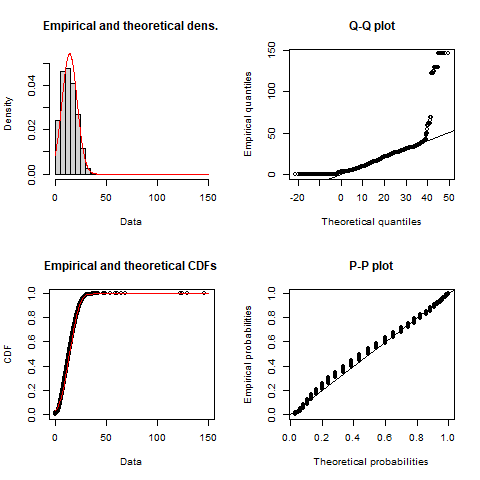 Empirical and theoretical dens.
Density
0.00 0.02 0.04
0 50 100 150
Data
Q-Q plot
Empirical quantiles
0 50 100 150
-20 0 10 20 30 40 50
Theoretical quantiles
Empirical and theoretical CDFs
CDF
0.0 0.2 0.4 0.6 0.8 1.0
0 50 100 150
Data
P-P plot
Empirical probabilities
0.0 0.2 0.4 0.6 0.8 1.0
0.0 0.2 0.4 0.6 0.8 1.0
Theoretical probabilities